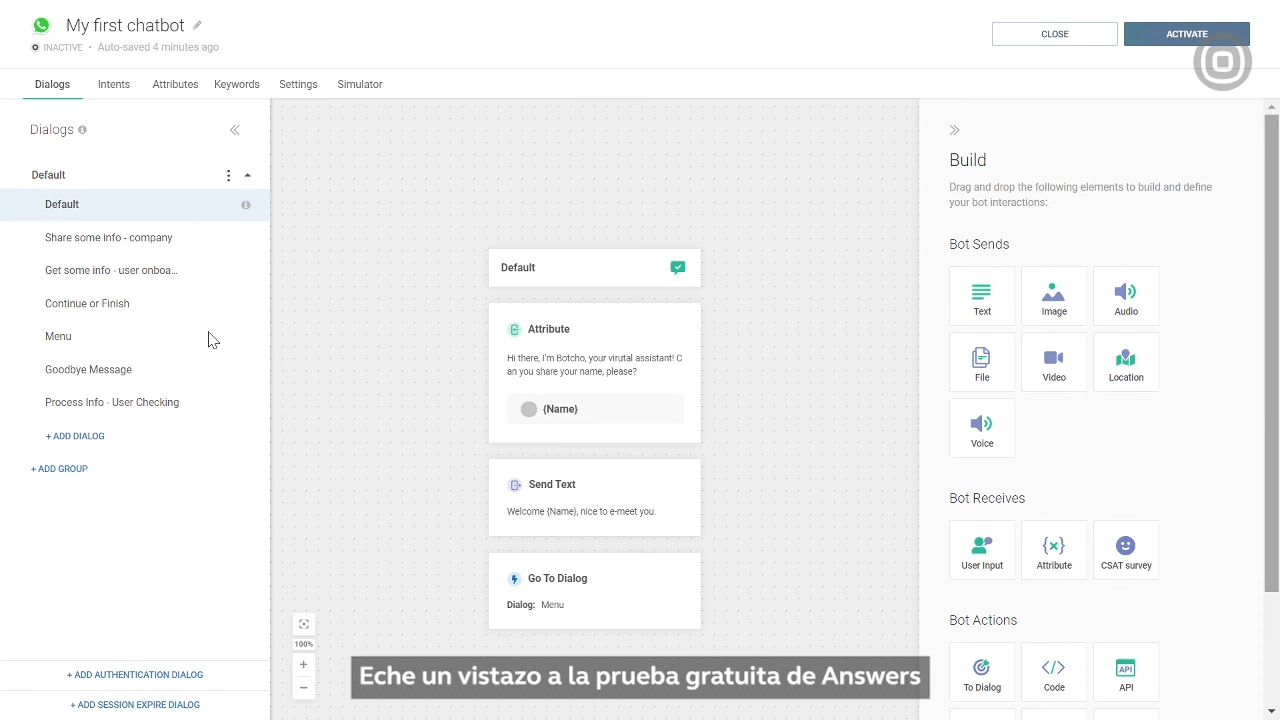 My first chatbot
INACTIVE • Auto-saved 4 minutes ago
CLOSE
ACTIVATE
Dialogs
Intents
Attributes
Keywords
Settings
Simulator
Dialogs
Default
Default
Share some info - company
Get some info - user onboa...
Continue or Finish
Menu
Goodbye Message
Process Info - User Checking
+ ADD DIALOG
+ ADD GROUP
+ ADD AUTHENTICATION DIALOG
+ ADD SESSION EXPIRE DIALOG
Default
Attribute
Hi there, I'm Botcho, your virutal assistant! C
an you share your name, please?
{Name}
Send Text
Welcome {Name}, nice to e-meet you.
Go To Dialog
Dialog: Menu
100%
Build
Drag and drop the following elements to build and define
your bot interactions:
Bot Sends
Text
Image
Audio
File
Video
Location
Voice
Bot Receives
User Input
Attribute
CSAT survey
Bot Actions
To Dialog
Code
API
API
Eche un vistazo a la prueba gratuita de Answers